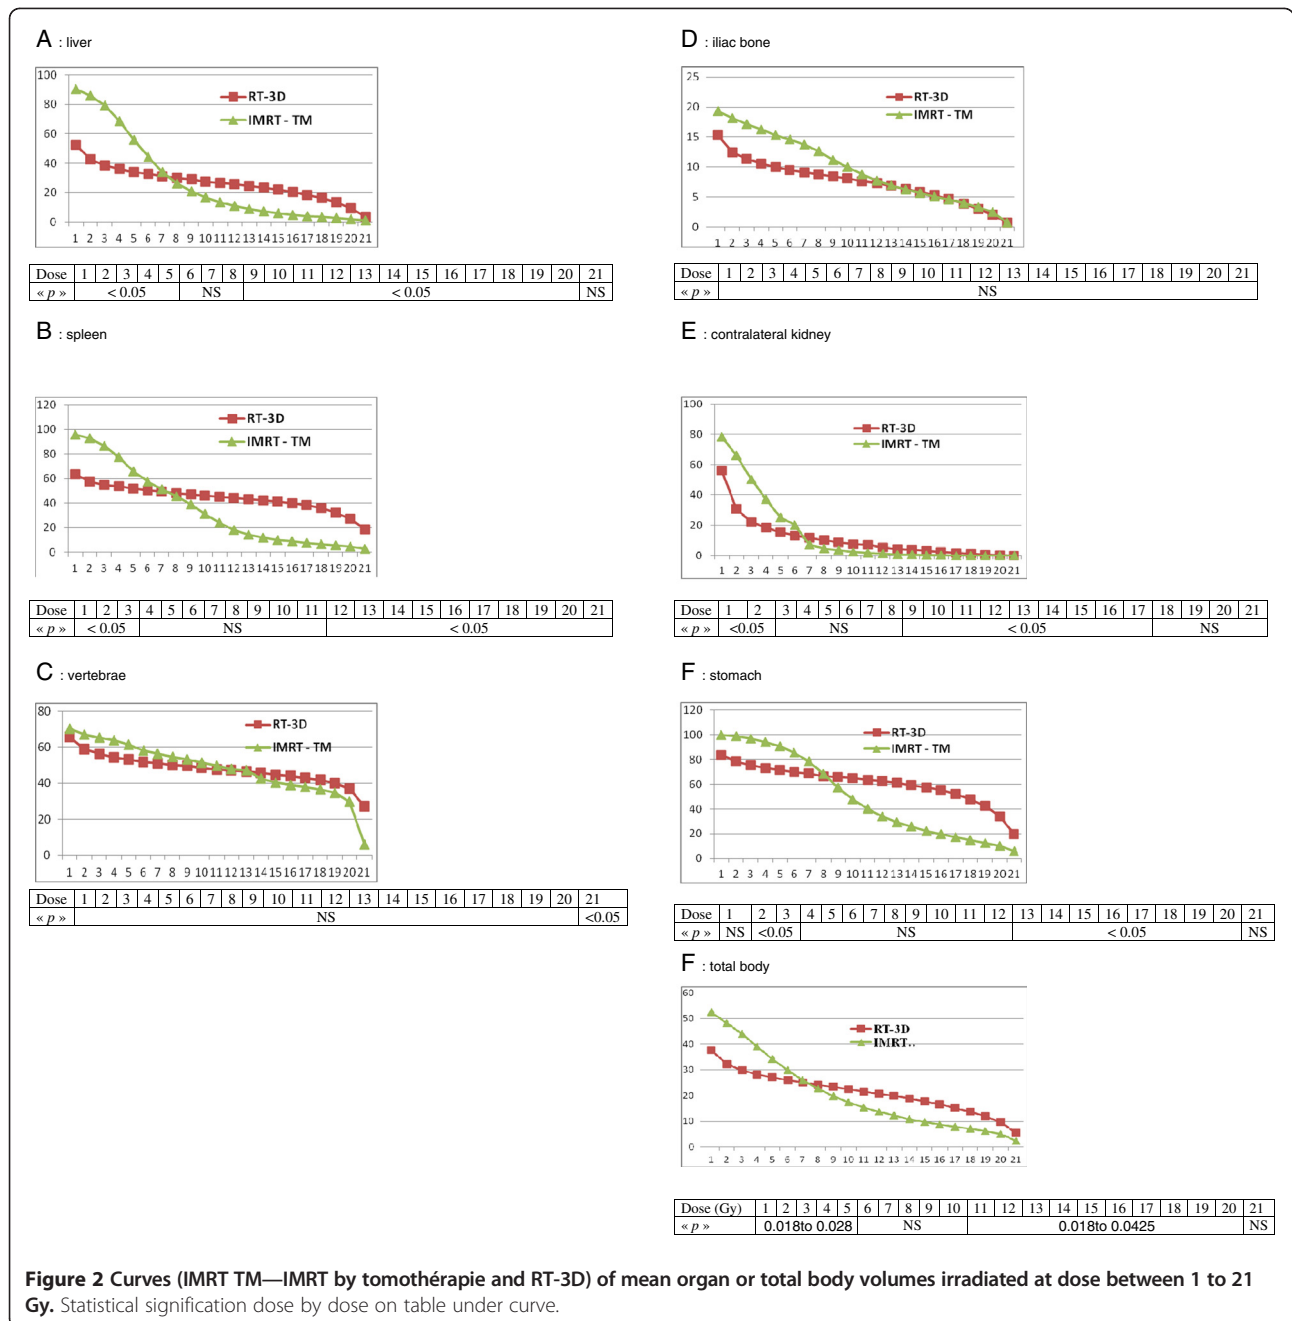 A : liver
100
80
60
40
20
0
RT-3D
IMRT - TM
1 2 3 4 5 6 7 8 9 10 11 12 13 14 15 16 17 18 19 20 21
Dose 1 2 3 4 5 6 7 8 9 10 11 12 13 14 15 16 17 18 19 20 21
« p » < 0.05 NS < 0.05 NS
B : spleen
120
100
80
60
40
20
0
RT-3D
IMRT - TM
1 2 3 4 5 6 7 8 9 10 11 12 13 14 15 16 17 18 19 20 21
Dose 1 2 3 4 5 6 7 8 9 10 11 12 13 14 15 16 17 18 19 20 21
« p » < 0.05 NS < 0.05
C : vertebrae
80
60
40
20
0
RT-3D
IMRT - TM
1 2 3 4 5 6 7 8 9 10 11 12 13 14 15 16 17 18 19 20 21
Dose 1 2 3 4 5 6 7 8 9 10 11 12 13 14 15 16 17 18 19 20 21
« p » NS <0.05
D : iliac bone
25
20
15
10
5
0
RT-3D
IMRT - TM
1 2 3 4 5 6 7 8 9 10 11 12 13 14 15 16 17 18 19 20 21
Dose 1 2 3 4 5 6 7 8 9 10 11 12 13 14 15 16 17 18 19 20 21
« p » NS
E : contralateral kidney
100
80
60
40
20
0
RT-3D
IMRT - TM
1 2 3 4 5 6 7 8 9 10 11 12 13 14 15 16 17 18 19 20 21
Dose 1 2 3 4 5 6 7 8 9 10 11 12 13 14 15 16 17 18 19 20 21
« p » <0.05 NS < 0.05 NS
F : stomach
120
100
80
60
40
20
0
RT-3D
IMRT - TM
1 2 3 4 5 6 7 8 9 10 11 12 13 14 15 16 17 18 19 20 21
Dose 1 2 3 4 5 6 7 8 9 10 11 12 13 14 15 16 17 18 19 20 21
« p » NS <0.05 NS < 0.05 NS
F : total body
60
50
40
30
20
10
0
RT-3D
IMRT..
1 2 3 4 5 6 7 8 9 10 11 12 13 14 15 16 17 18 19 20 21
Dose (Gy) 1 2 3 4 5 6 7 8 9 10 11 12 13 14 15 16 17 18 19 20 21
« p » 0.018to 0.028 NS 0.018to 0.0425 NS
Figure 2 Curves (IMRT TM—IMRT by tomothérapie and RT-3D) of mean organ or total body volumes irradiated at dose between 1 to 21
Gy. Statistical signification dose by dose on table under curve.